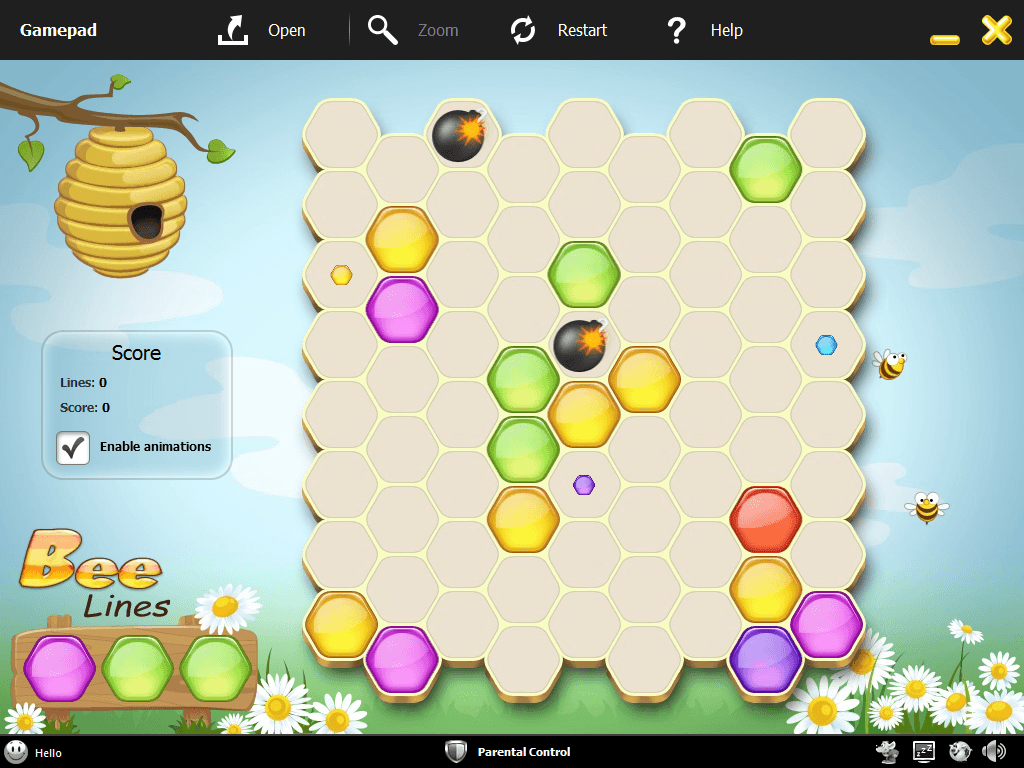 Gamepad
Open
Zoom
Restart
? Help
Score
Lines: 0
Score: 0
Enable animations
Bee
Lines
Hello
Parental Control